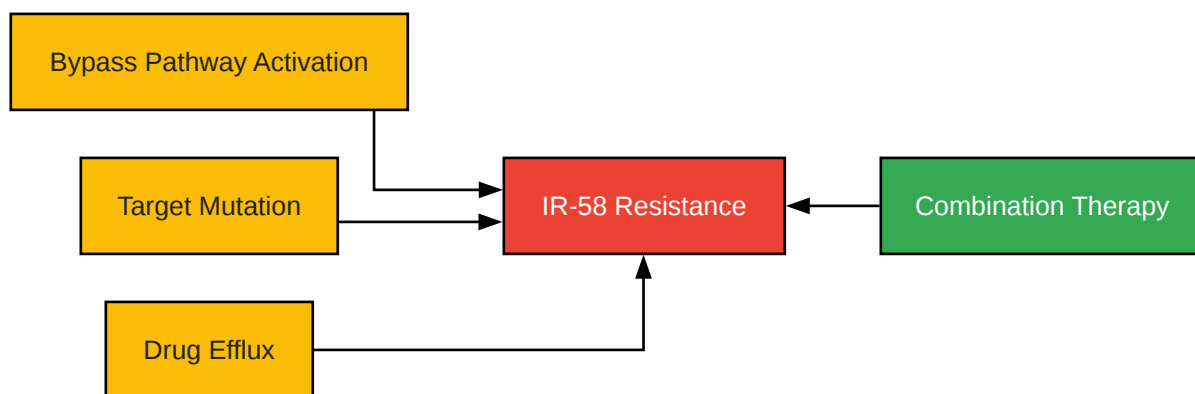 Bypass Pathway Activation
Target Mutation
IR-58 Resistance
Combination Therapy
Drug Efflux